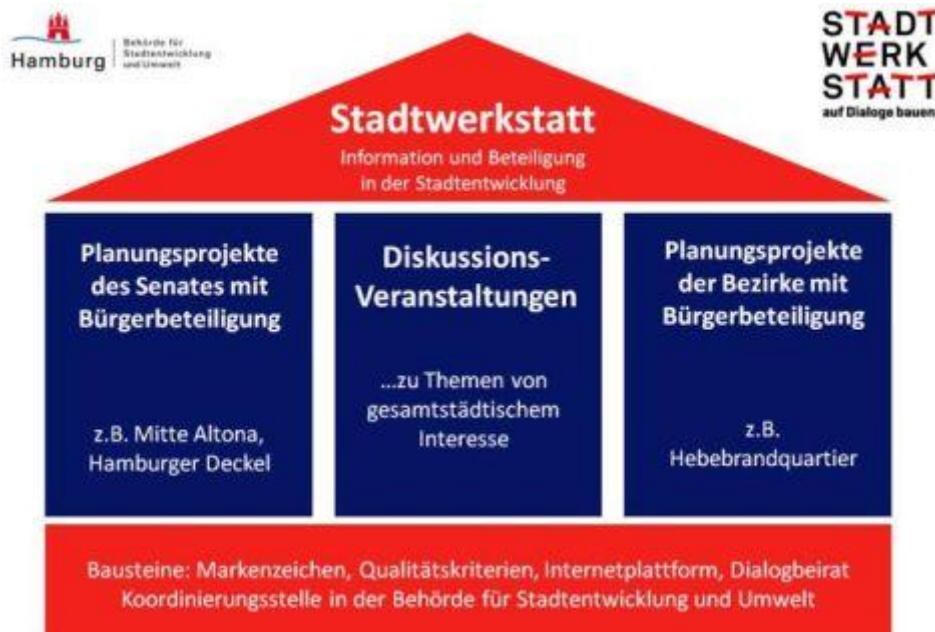 Hamburg
Behörde für
Stadtentwicklung
und Umwelt
STADT
WERK
STATT
auf Dialoge bauen
Stadtwerkstatt
Information und Beteiligung
in der Stadtentwicklung
Planungsprojekte
des Senates mit
Bürgerbeteiligung
z.B. Mitte Altona,
Hamburger Deckel
Diskussions-
Veranstaltungen
...zu Themen von
gesamtstädtischem
Interesse
Planungsprojekte
der Bezirke mit
Bürgerbeteiligung
z.B.
Hebebrandquartier
Bausteine: Markenzeichen, Qualitätskriterien, Internetplattform, Dialogbeirat
Koordinierungsstelle in der Behörde für Stadtentwicklung und Umwelt